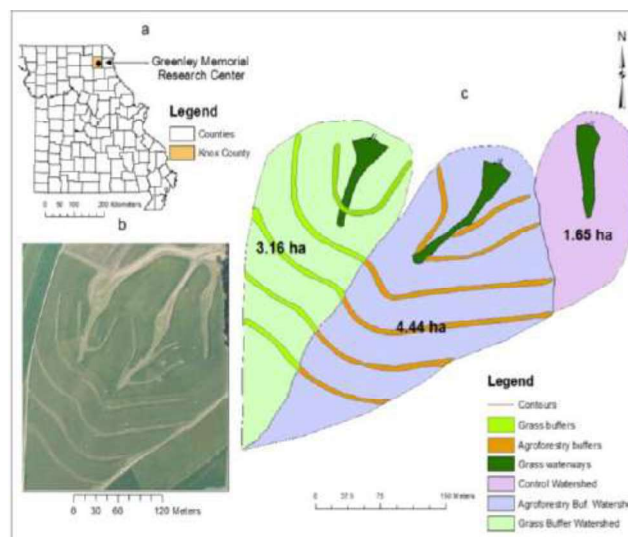 a
Greenley Memorial
Research Center
Legend
Counties
Knox County
0 50 100 200 Kilometers
b
0 30 60 120
Meters
N
c
3.16 ha
4.44 ha
1.65 ha
Legend
Contours
Grass buffers
Agroforestry buffers
Grass waterways
Control Watershed
Agroforestry Buf. Watershe
Grass Buffer Watershed
0 37.5 75 150 Meters